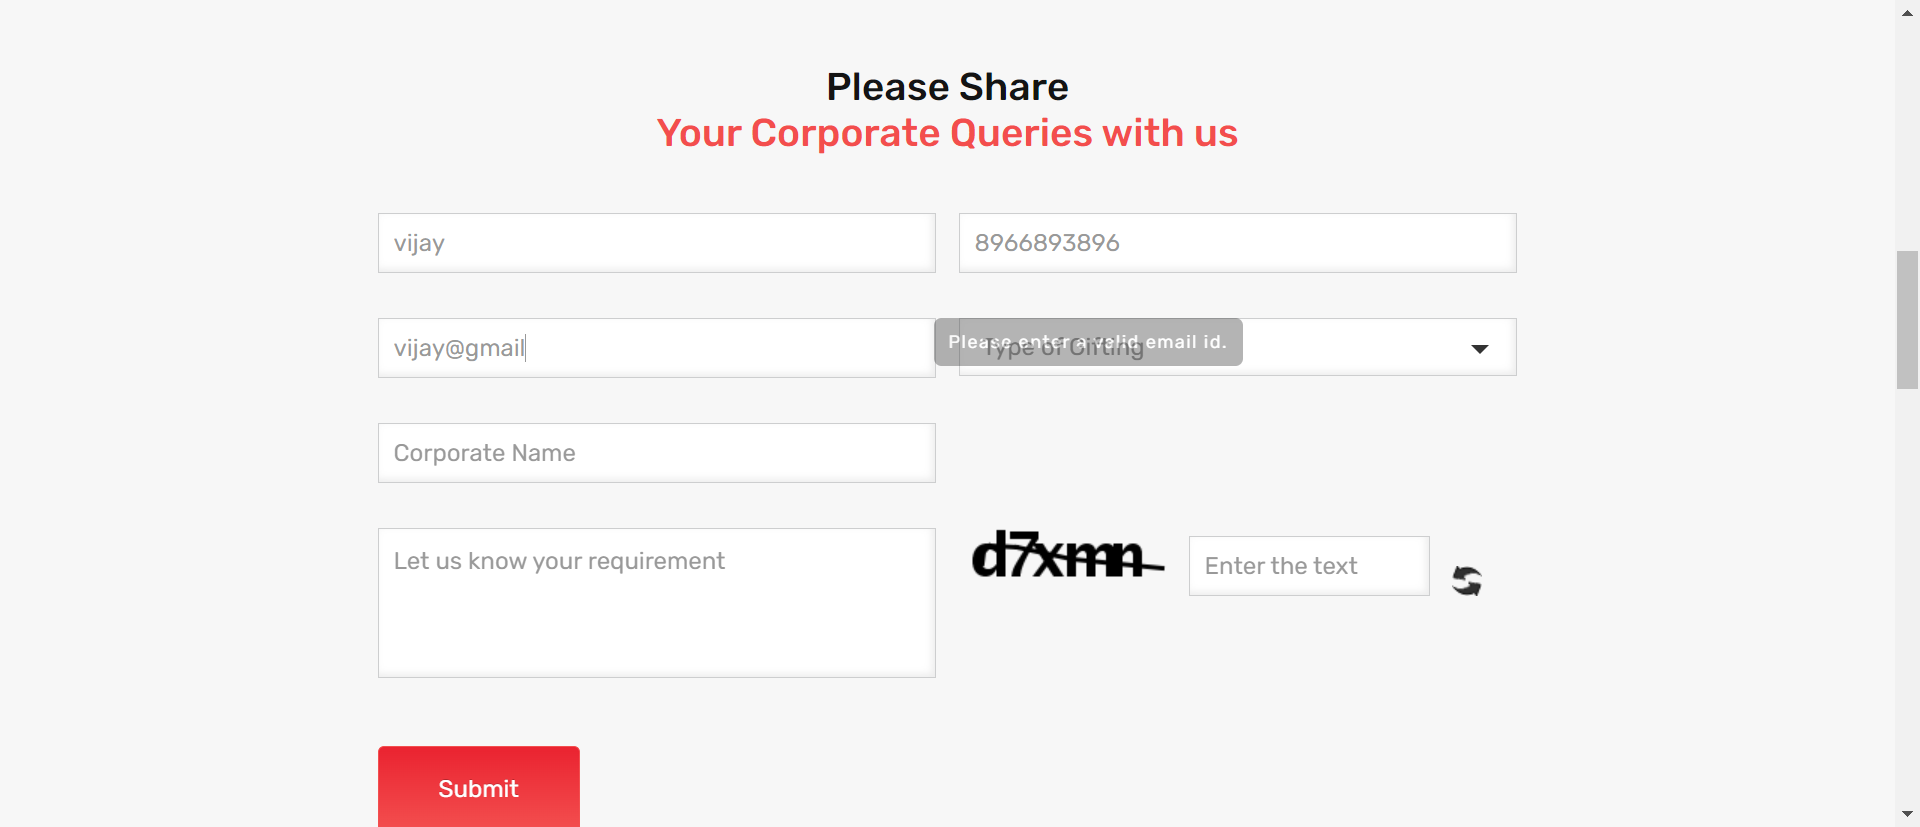 Please Share
Your Corporate Queries with us
vijay
8966893896
vijay@gmail
Please enter a valid email id.
Type of Gifting
Corporate Name
Let us know your requirement
d7xmn
Enter the text
Submit